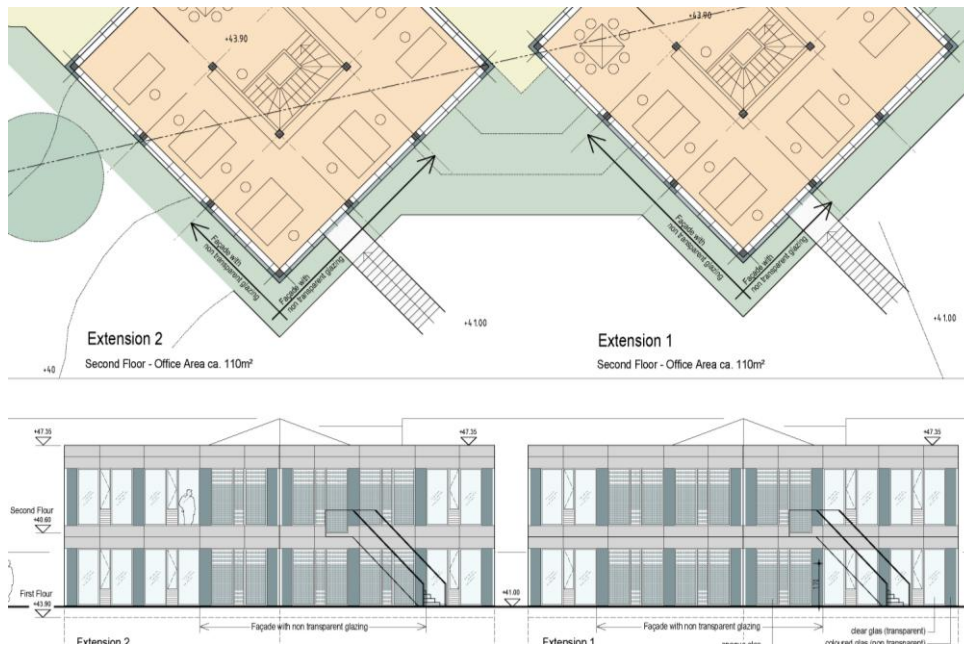 +43.90
+43.90
Façade with
non transparent glazing
Façade with
non transparent glazing
Façade with
non transparent glazing
Façade with
non transparent glazing
+41.00
+41.00
Extension 2
Second Floor - Office Area ca. 110m²
+40
Extension 1
Second Floor - Office Area ca. 110m²
+47.35
+47.35
+47.35
Second Flour
+40.60
First Flour
+43.90
+41.00
Façade with non transparent glazing
Façade with non transparent glazing
clear glas (transparent)
coloured glas (non transparent)
Extension 2
Extension 1